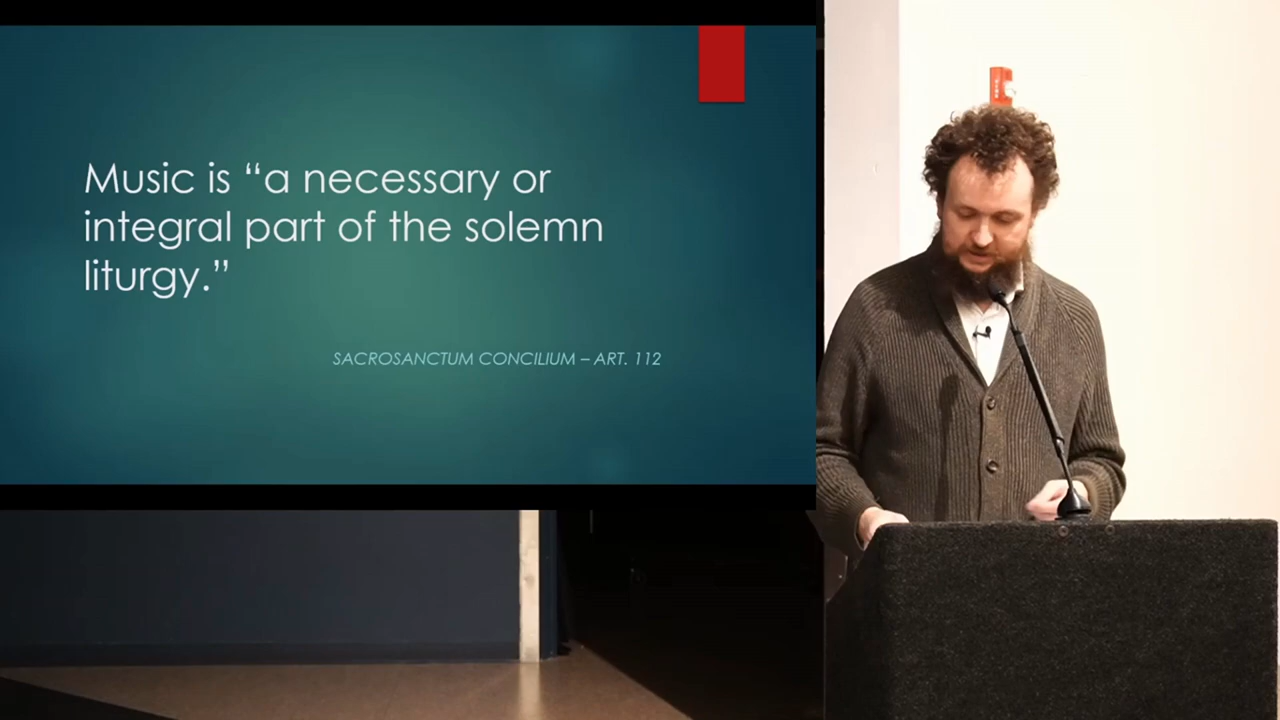 Music is “a necessary or
integral part of the solemn
liturgy.”
SACROSANCTUM CONCILIUM – ART. 112